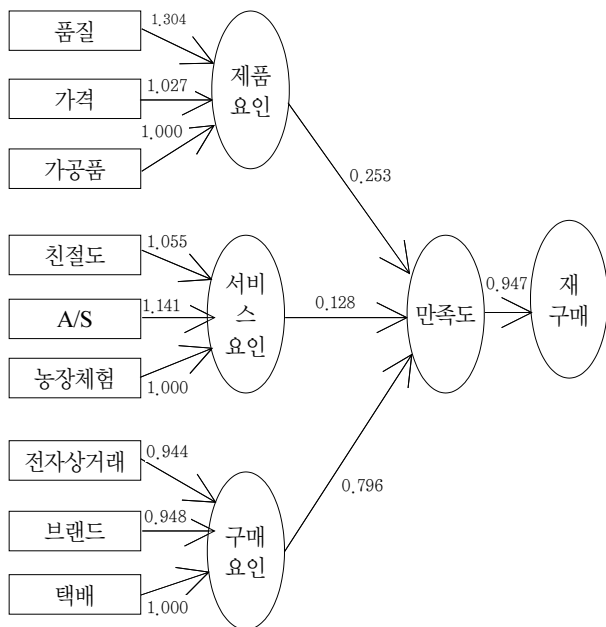 품질
1.304
제품
요인
가격
1.027
가공품
1.000
0.253
친절도
1.055
서비
스
요인
A/S
1.141
0.128
만족도
0.947
재
구매
농장체험
1.000
전자상거래
0.944
0.796
브랜드
0.948
구매
요인
택배
1.000